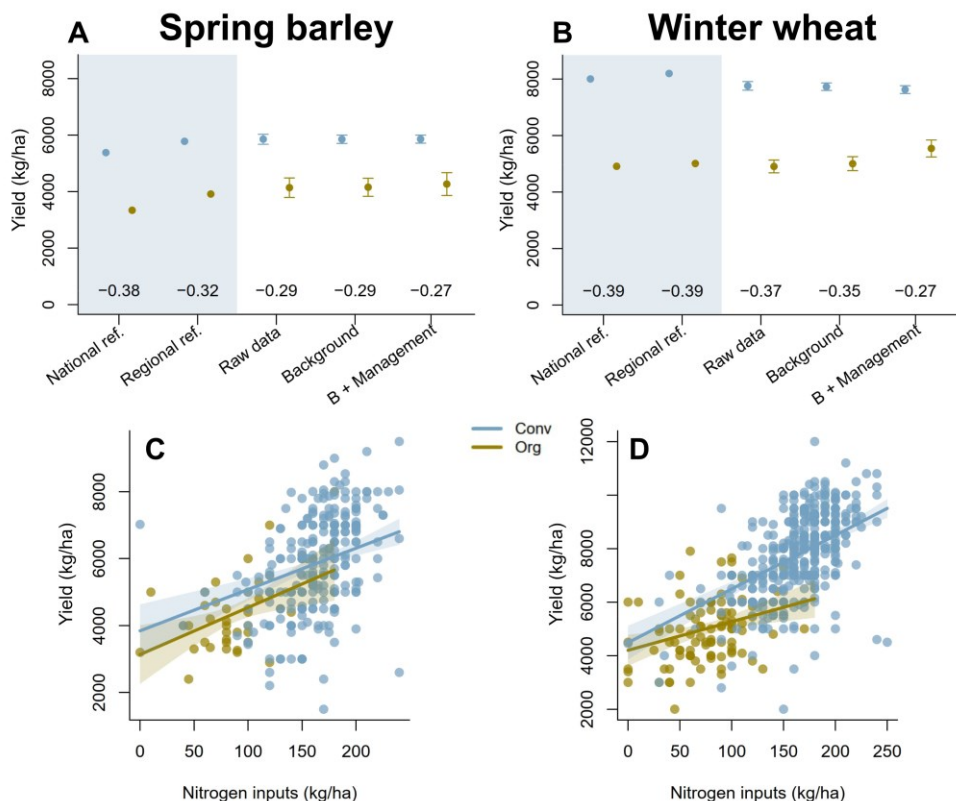 A Spring barley
B Winter wheat
Yield (kg/ha)
8000
6000
4000
2000
0
−0.38 −0.32 −0.29 −0.29 −0.27
National ref. Regional ref. Raw data Background B + Management
Yield (kg/ha)
8000
6000
4000
2000
0
−0.39 −0.39 −0.37 −0.35 −0.27
National ref. Regional ref. Raw data Background B + Management
Conv
Org
C
Yield (kg/ha)
8000
6000
4000
2000
0 50 100 150 200
Nitrogen inputs (kg/ha)
D
Yield (kg/ha)
12000
10000
8000
6000
4000
2000
0 50 100 150 200 250
Nitrogen inputs (kg/ha)